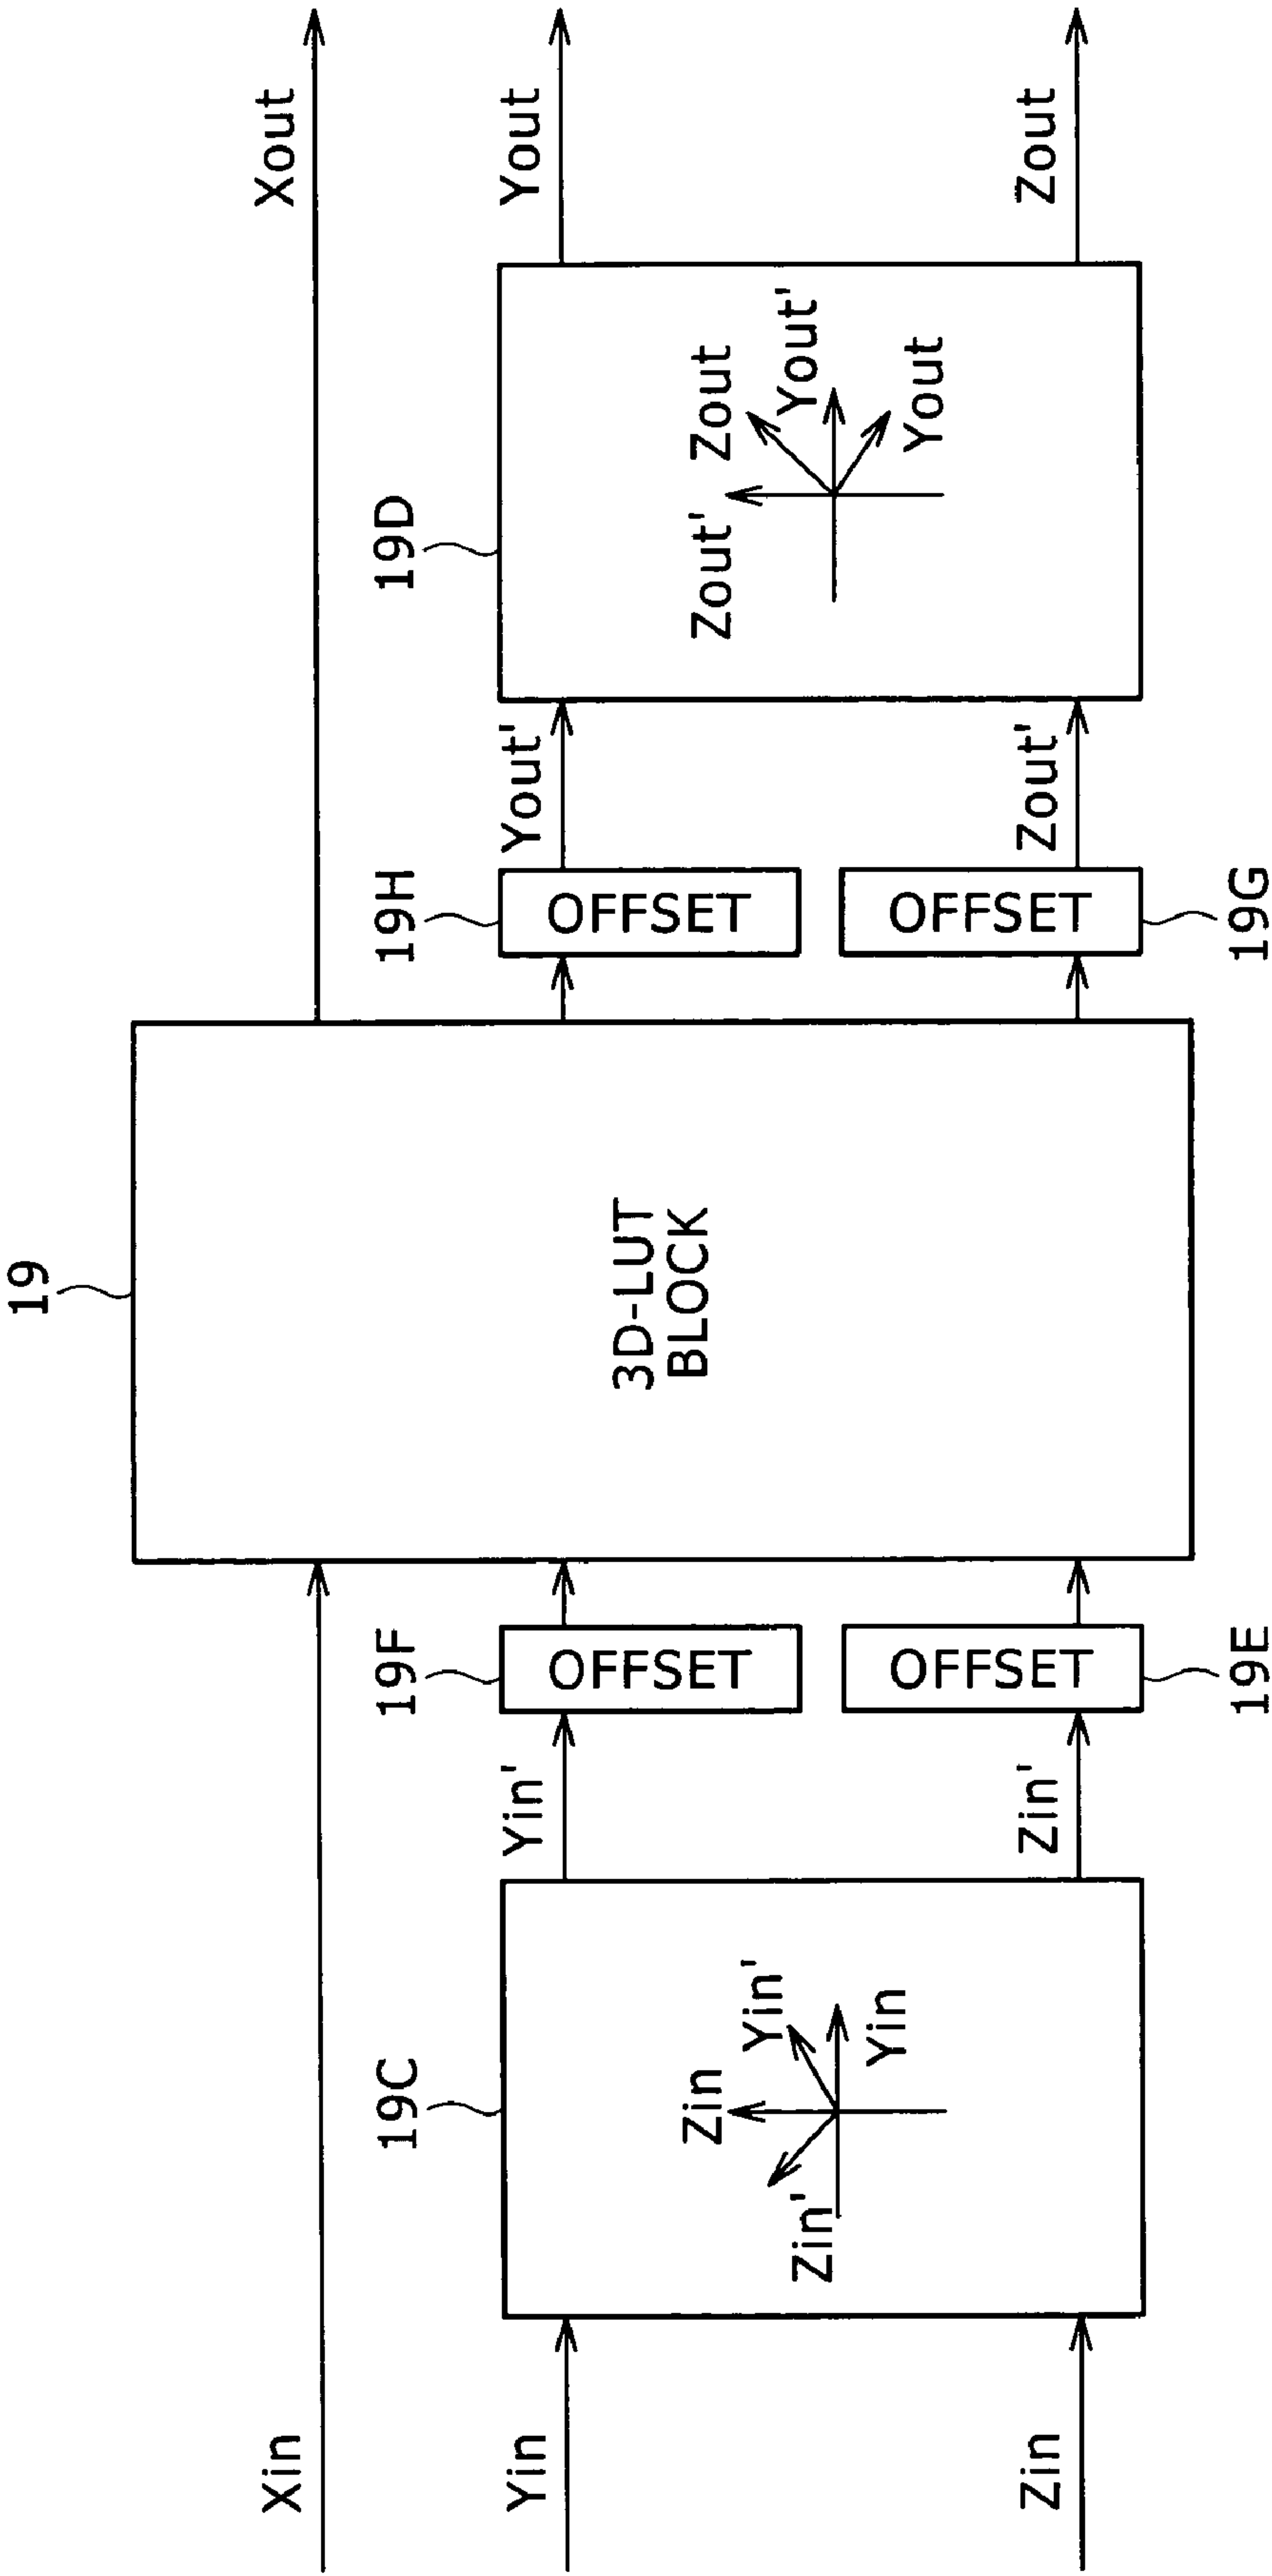 19
3D-LUT
BLOCK
Xin
Yin
Zin
19C
Zin
Yin'
Yin
Zin'
Yin'
Zin'
19F
OFFSET
OFFSET
19E
19H
OFFSET
OFFSET
19G
Yout'
Zout'
19D
Zout'
Zout
Yout'
Yout
Xout
Yout
Zout